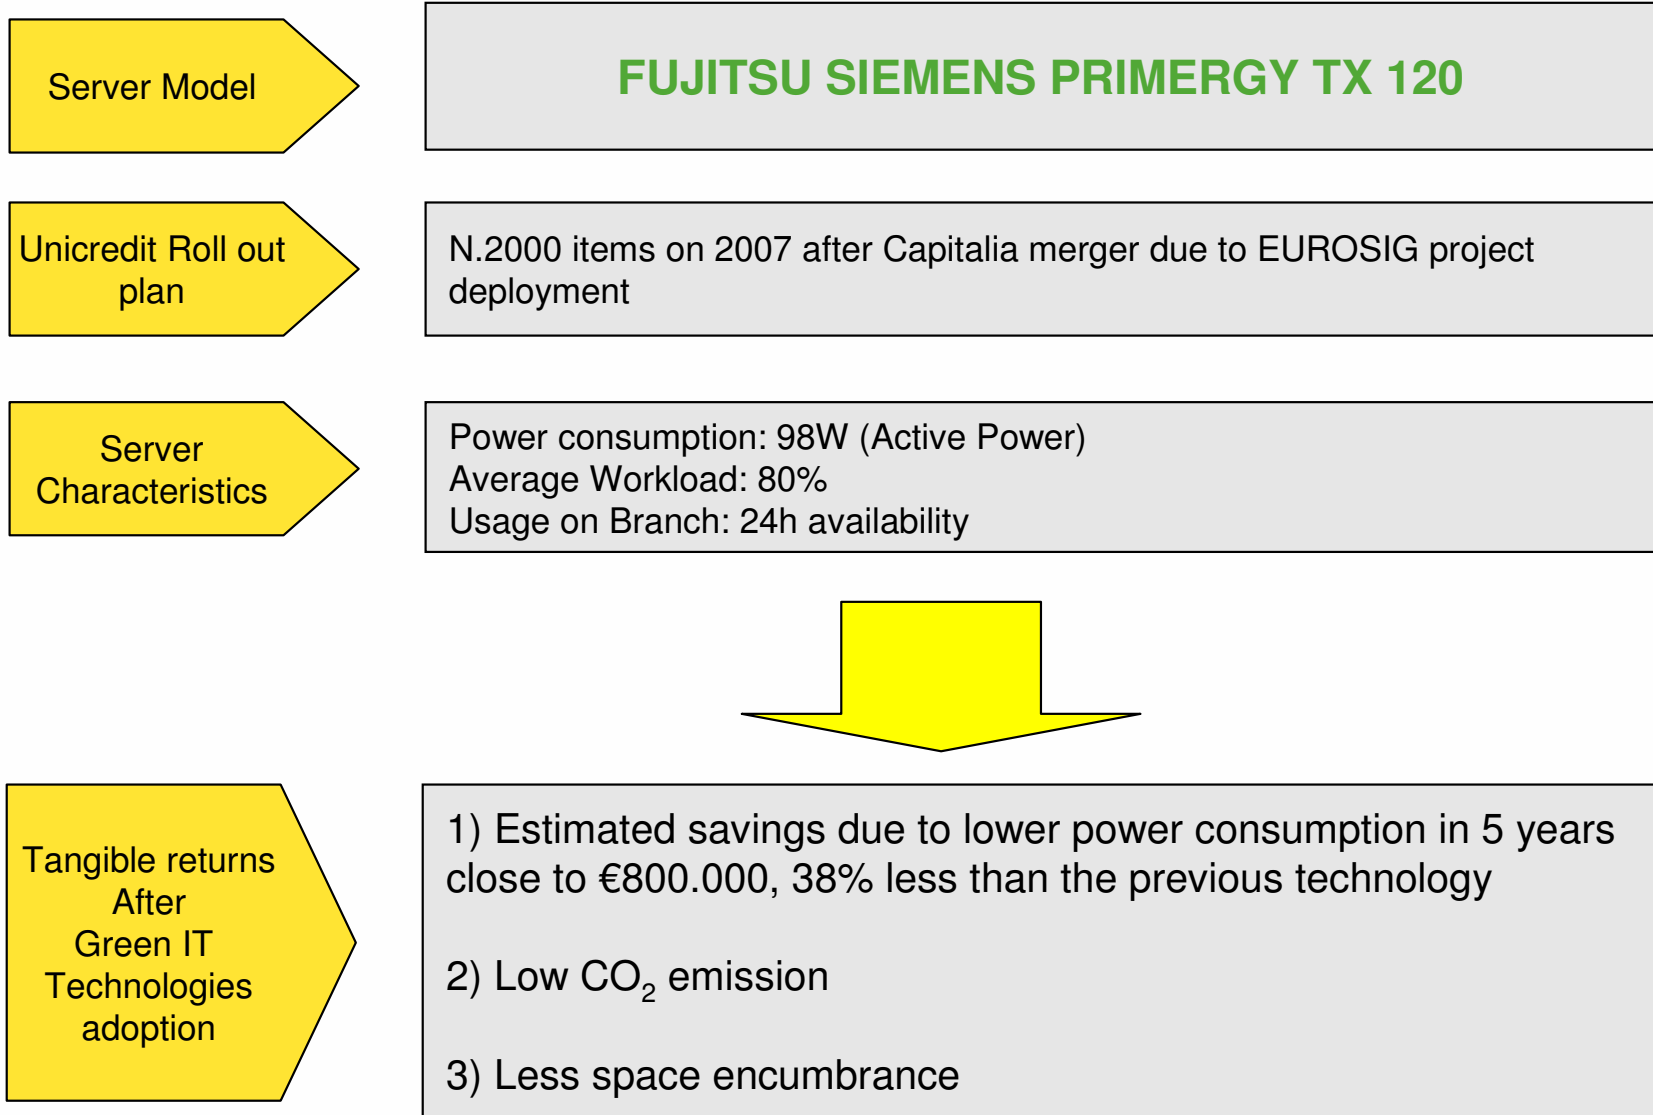 Server Model
FUJITSU SIEMENS PRIMERGY TX 120
Unicredit Roll out
plan
N.2000 items on 2007 after Capitalia merger due to EUROSIG project
deployment
Server
Characteristics
Power consumption: 98W (Active Power)
Average Workload: 80%
Usage on Branch: 24h availability
Tangible returns
After
Green IT
Technologies
adoption
1) Estimated savings due to lower power consumption in 5 years
close to €800.000, 38% less than the previous technology
2) Low CO₂ emission
3) Less space encumbrance